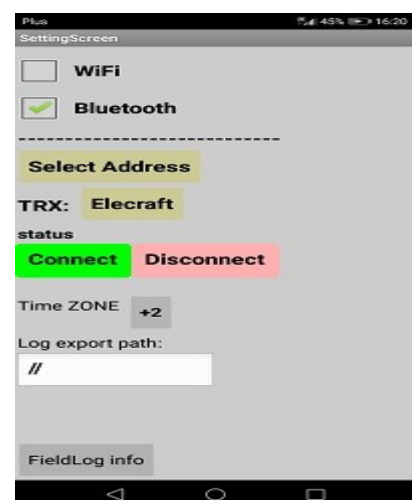 Plus 45% 16:20
SettingScreen
WiFi
Bluetooth
----------------------------
Select Address
TRX: Elecraft
status
Connect Disconnect
Time ZONE +2
Log export path:
//
FieldLog info